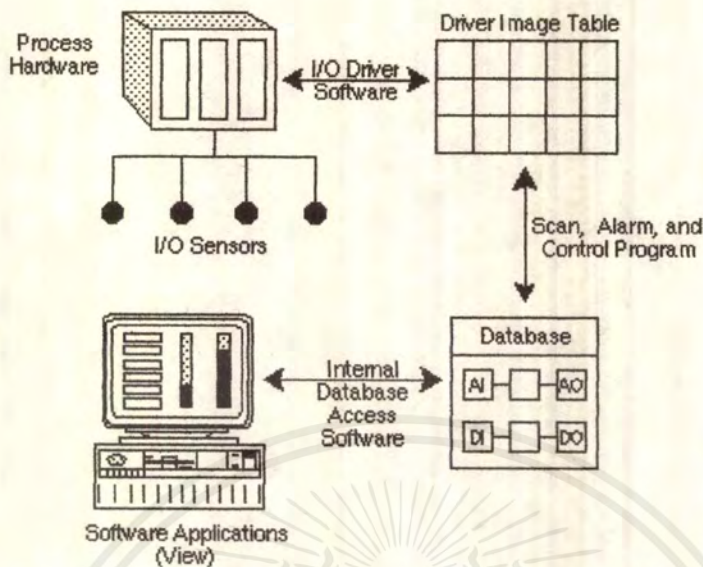 Process
Hardware
I/O Driver
Software
Driver Image Table
I/O Sensors
Scan, Alarm, and
Control Program
Database
AI
AO
DI
DO
Internal
Database
Access
Software
Software Applications
(View)